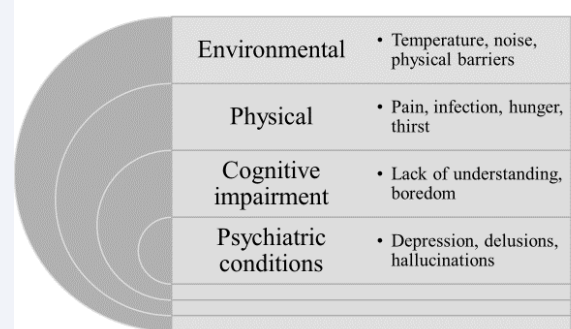 Environmental
• Temperature, noise,
physical barriers
Physical
• Pain, infection, hunger,
thirst
Cognitive
impairment
• Lack of understanding,
boredom
Psychiatric
conditions
• Depression, delusions,
hallucinations